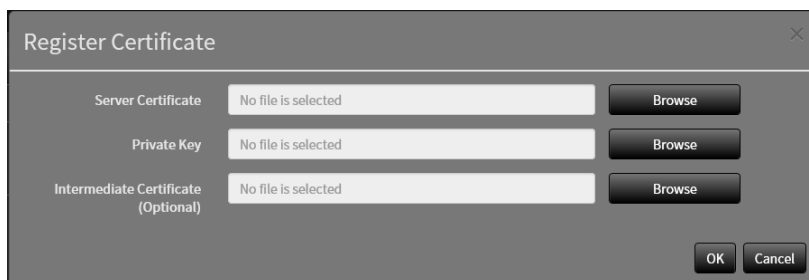 Register Certificate
Server Certificate No file is selected Browse
Private Key No file is selected Browse
Intermediate Certificate
(Optional) No file is selected Browse
OK Cancel